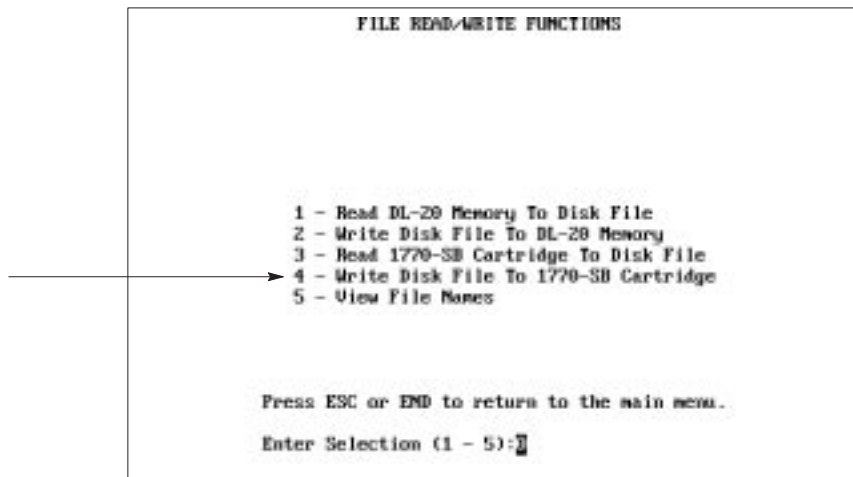 FILE READ/WRITE FUNCTIONS
1 - Read DL-20 Memory To Disk File
2 - Write Disk File To DL-20 Memory
3 - Read 1770-SB Cartridge To Disk File
4 - Write Disk File To 1770-SB Cartridge
5 - View File Names
Press ESC or END to return to the main menu.
Enter Selection (1 - 5):